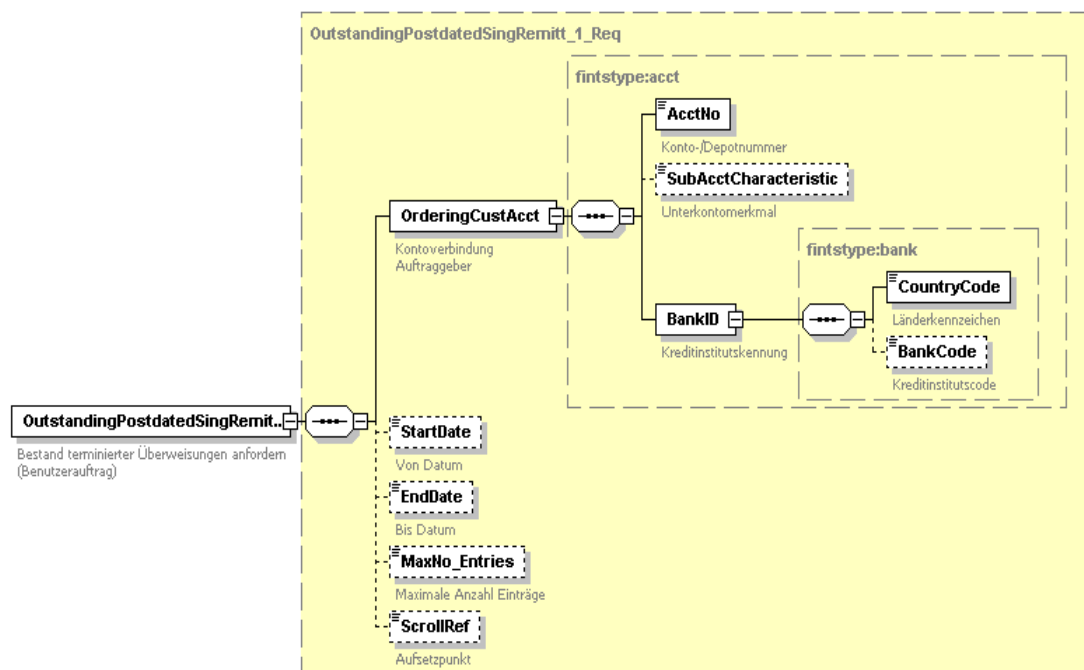 OutstandingPostdatedSingRemitt_1_Req
fintstype:acct
AcctNo
Konto-/Depotnummer
SubAcctCharacteristic
Unterkontomerkmal
OrderingCustAcct
Kontoverbindung
Auftraggeber
fintstype:bank
CountryCode
Länderkennzeichen
BankID
Kreditinstitutskennung
BankCode
Kreditinstitutscode
OutstandingPostdatedSingRemit..
Bestand terminierter Überweisungen anfordern
(Benutzerauftrag)
StartDate
Von Datum
EndDate
Bis Datum
MaxNo_Entries
Maximale Anzahl Einträge
ScrollRef
Aufsetzpunkt